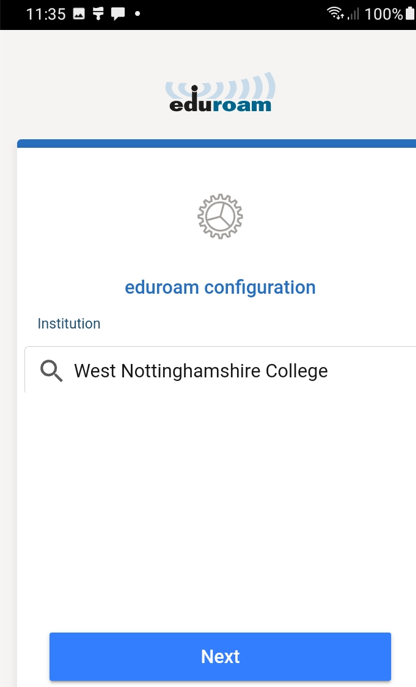 11:35
100%
eduroam
eduroam configuration
Institution
West Nottinghamshire College
Next